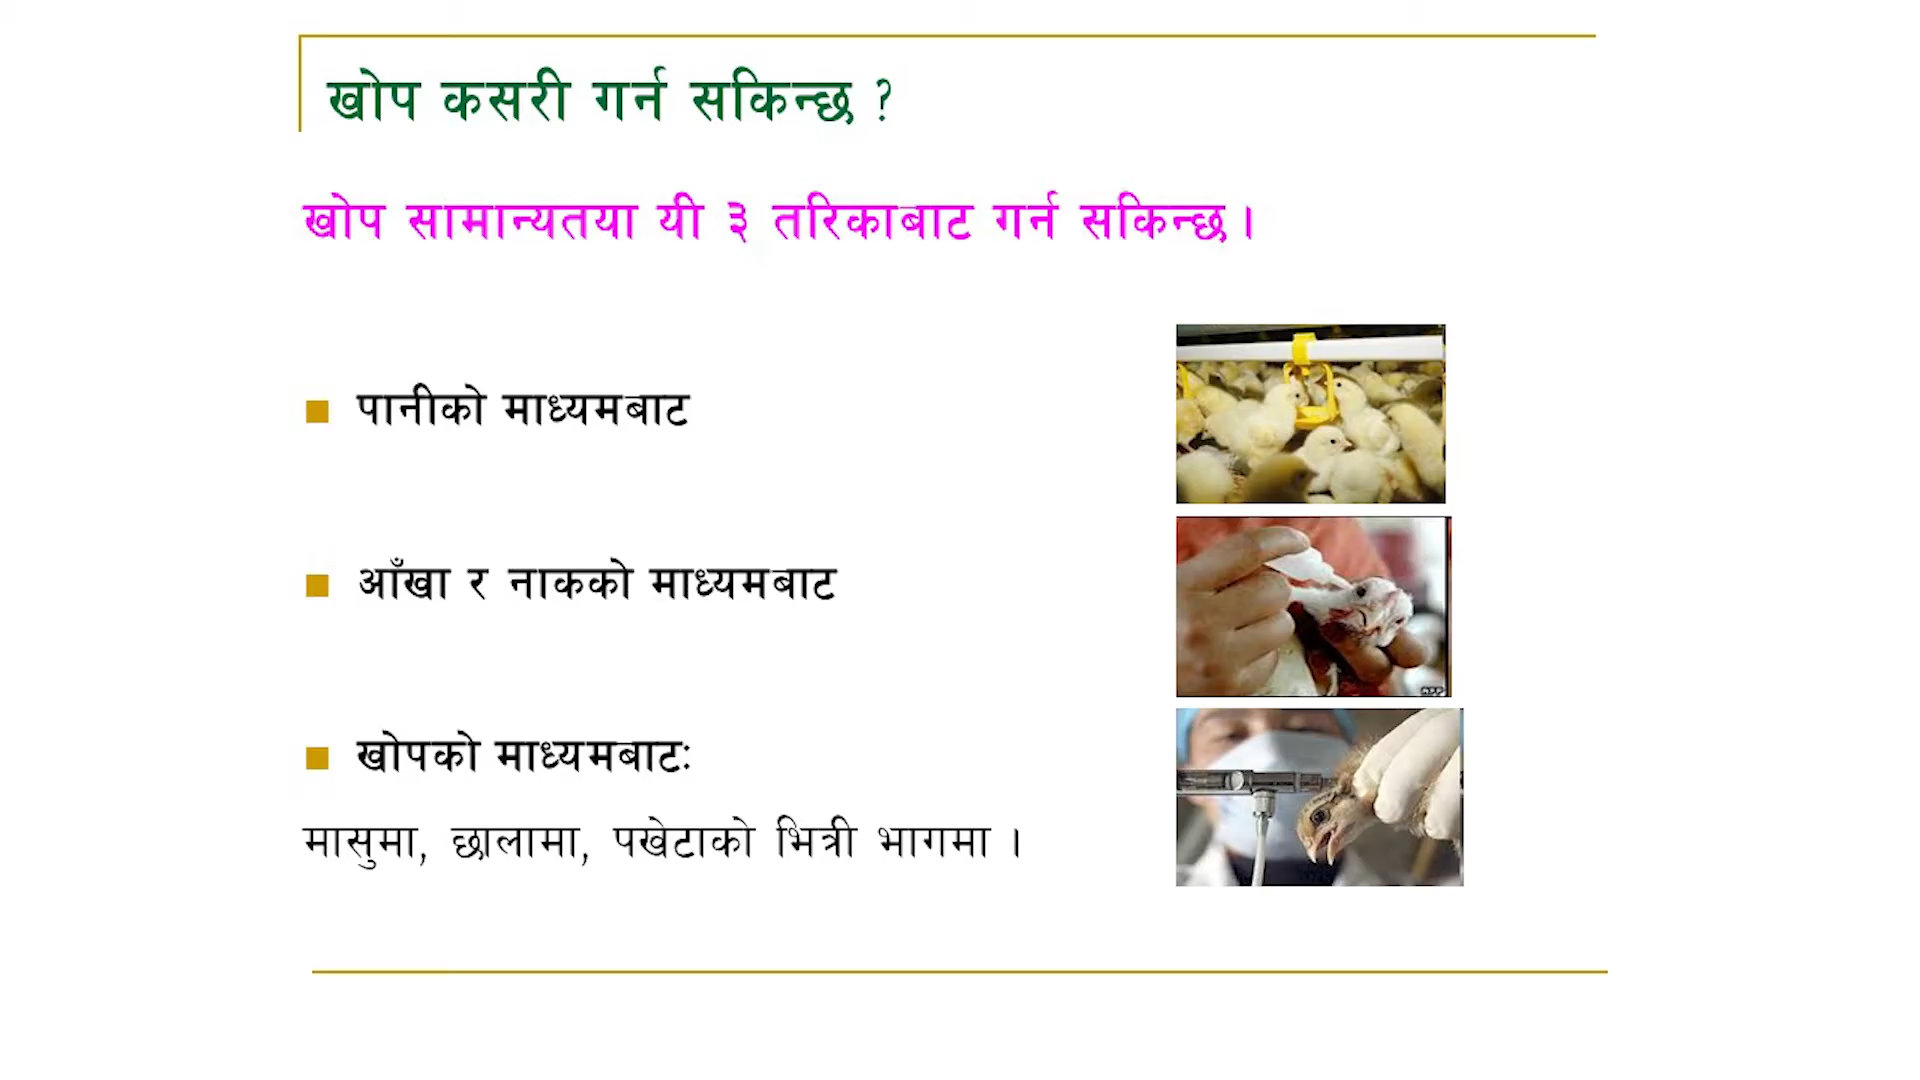 खोप कसरी गर्न सकिन्छ ?
खोप सामान्यतया यी ३ तरिकाबाट गर्न सकिन्छ ।
पानीको माध्यमबाट
आँखा र नाकको माध्यमबाट
खोपको माध्यमबाटः
मासुमा, छालामा, पखेटाको भित्री भागमा ।